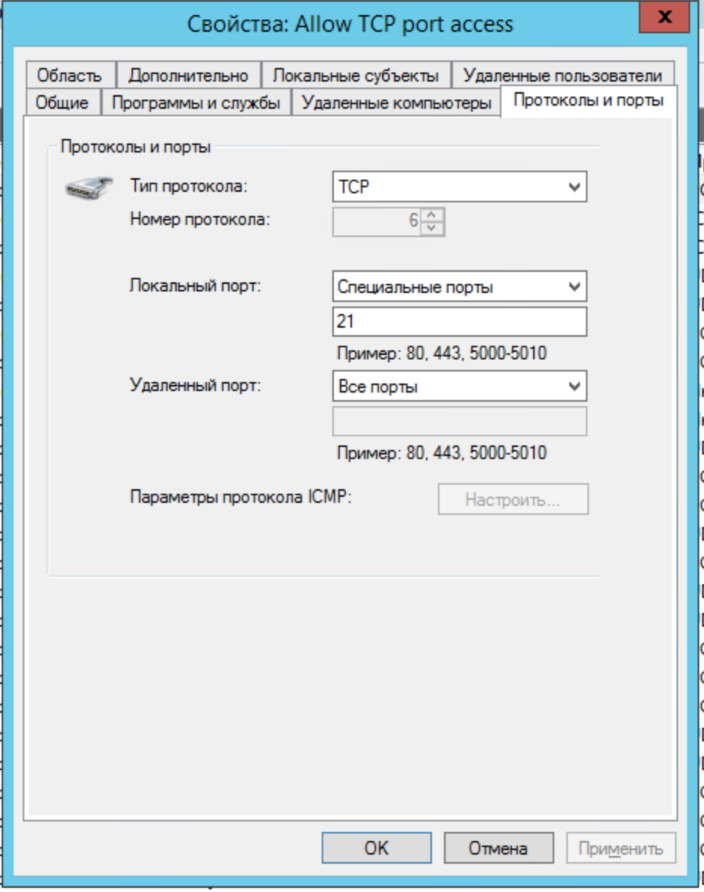 Свойства: Allow TCP port access
x
Область Дополнительно Локальные субъекты Удаленные пользователи
Общие Программы и службы Удаленные компьютеры Протоколы и порты
Протоколы и порты
Тип протокола: TCP
Номер протокола: 6
Локальный порт: Специальные порты
21
Пример: 80, 443, 5000-5010
Удаленный порт: Все порты
Пример: 80, 443, 5000-5010
Параметры протокола ICMP: Настроить...
OK Отмена Применить